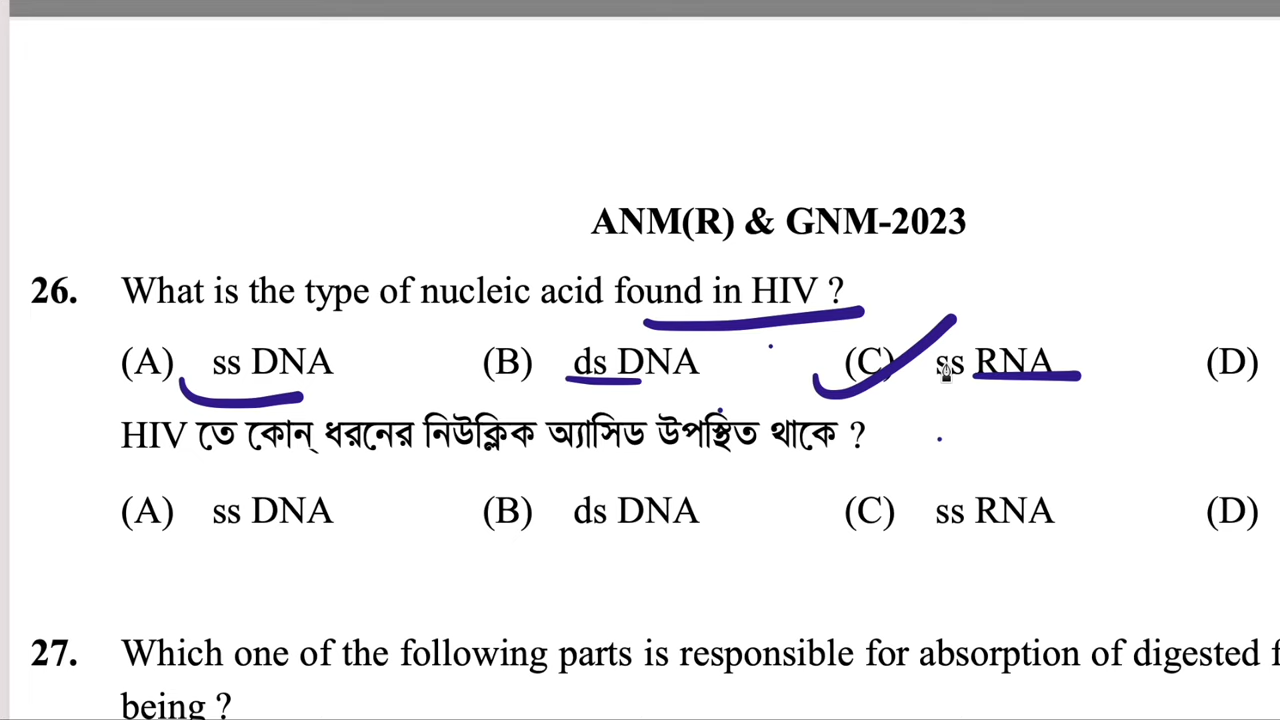 ANM(R) & GNM-2023
26. What is the type of nucleic acid found in HIV ?
(A) ss DNA (B) ds DNA (C) ss RNA (D)
HIV তে কোন্ ধরনের নিউক্লিক অ্যাসিড উপস্থিত থাকে ?
(A) ss DNA (B) ds DNA (C) ss RNA (D)
27. Which one of the following parts is responsible for absorption of digested
being ?